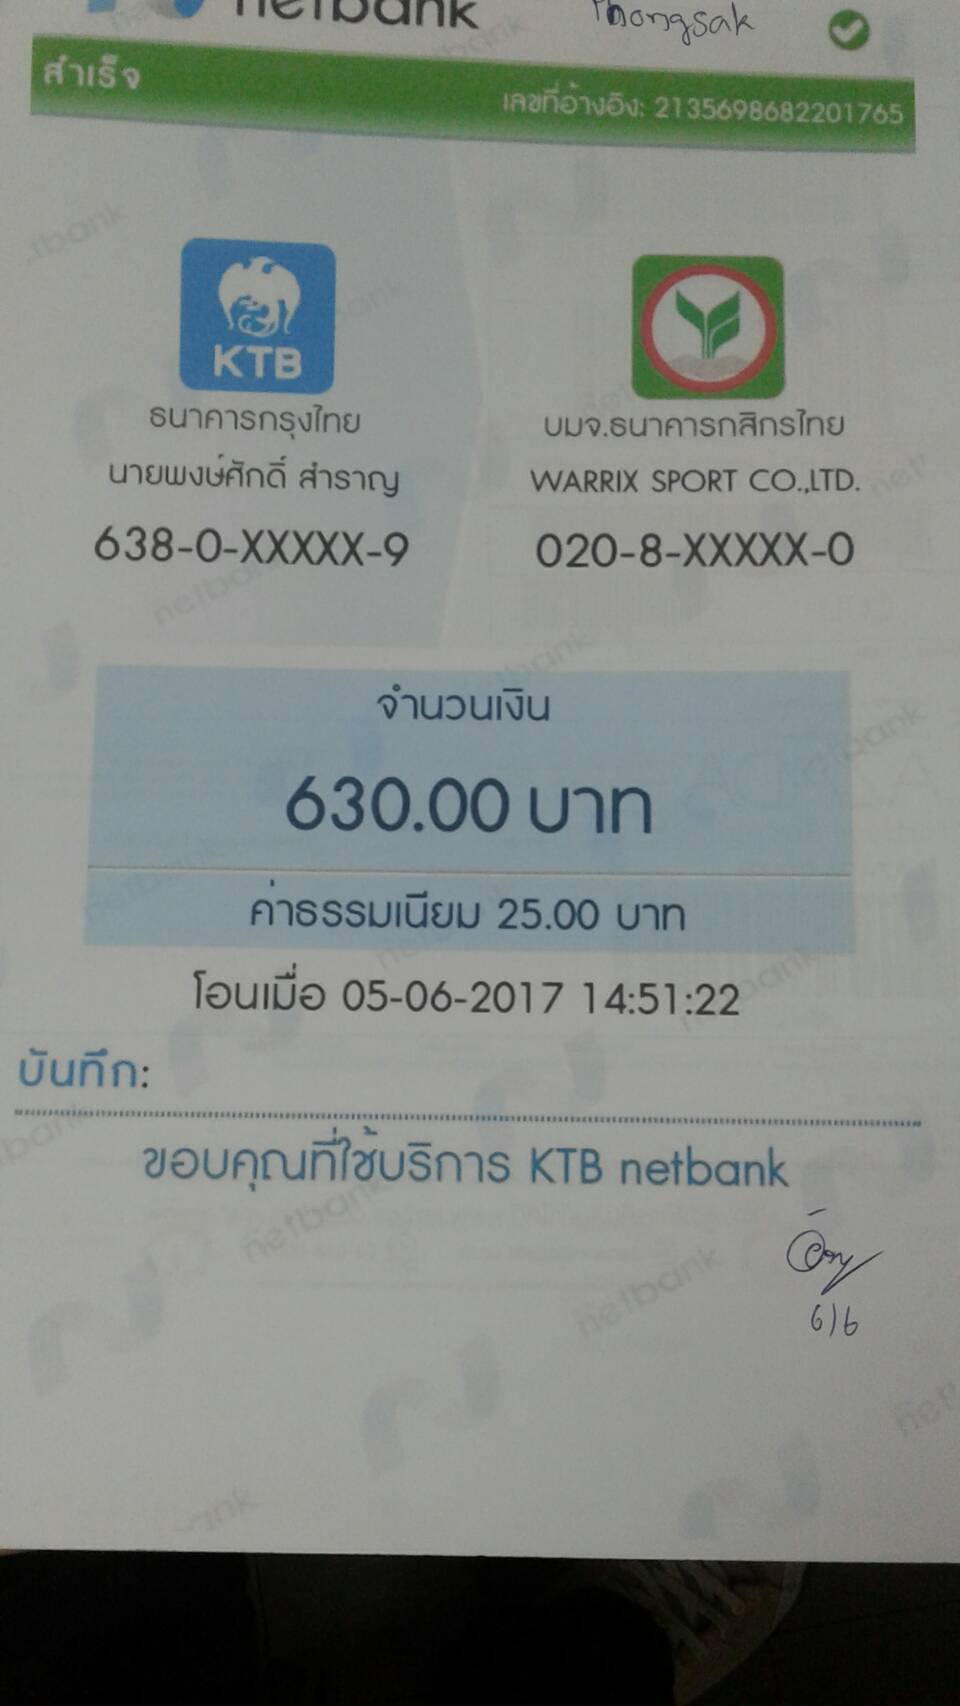 netbank
Phongsak
สำเร็จ
เลขที่อ้างอิง: 2135698682201765
KTB
ธนาคารกรุงไทย
นายพงษ์ศักดิ์ สำราญ
638-0-XXXXX-9
บมจ.ธนาคารกสิกรไทย
WARRIX SPORT CO.,LTD.
020-8-XXXXX-0
จำนวนเงิน
630.00 บาท
ค่าธรรมเนียม 25.00 บาท
โอนเมื่อ 05-06-2017 14:51:22
บันทึก:
ขอบคุณที่ใช้บริการ KTB netbank
6/6